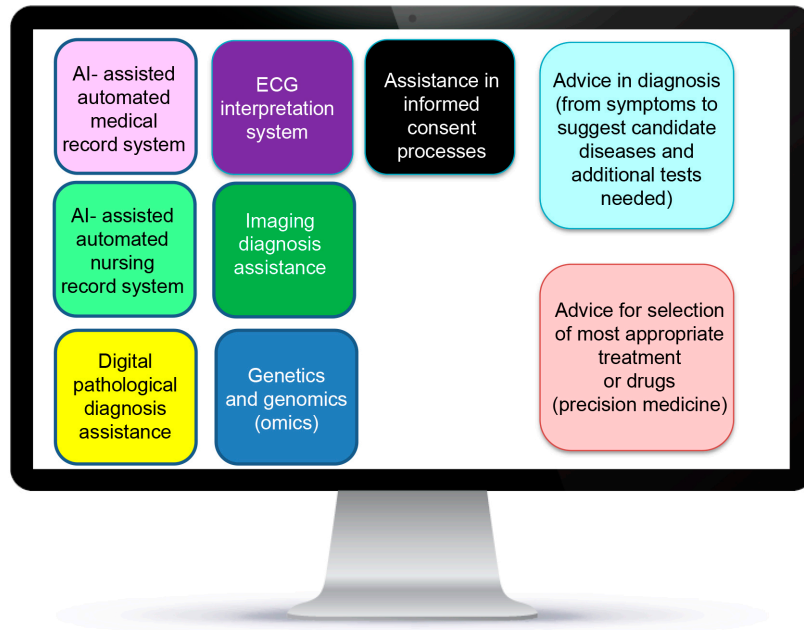 AI- assisted
automated
medical
record system
ECG
interpretation
system
Assistance in
informed
consent
processes
Advice in diagnosis
(from symptoms to
suggest candidate
diseases and
additional tests
needed)
AI- assisted
automated
nursing
record system
Imaging
diagnosis
assistance
Digital
pathological
diagnosis
assistance
Genetics
and genomics
(omics)
Advice for selection
of most appropriate
treatment
or drugs
(precision medicine)